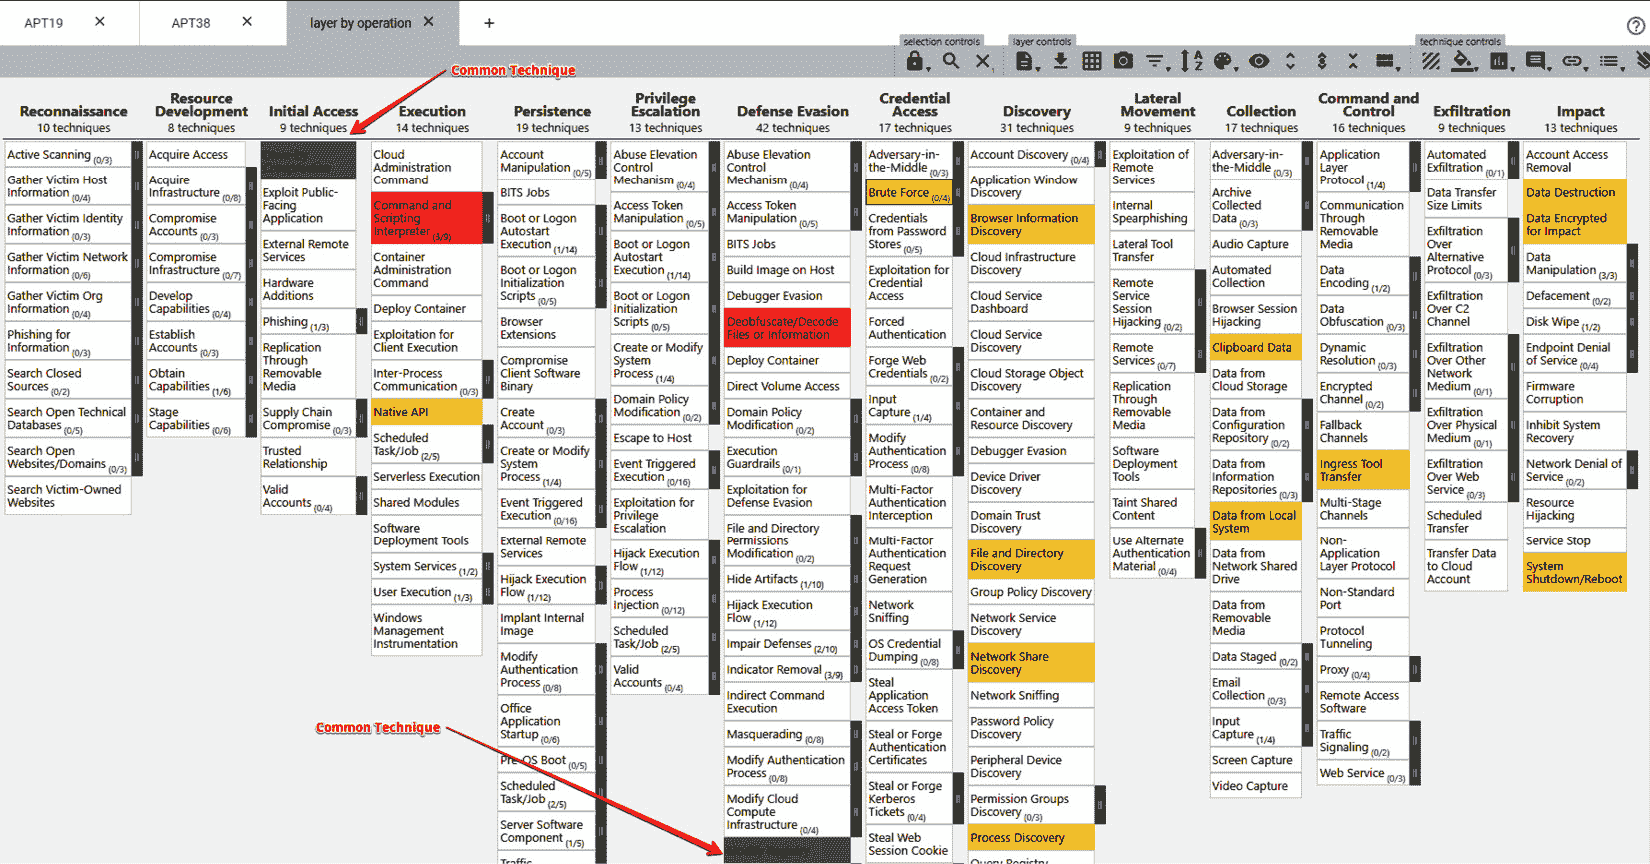 APT19 ✕
APT38 ✕
layer by operation ✕
+
?
selection controls
layer controls
technique controls
Common Technique
Reconnaissance
10 techniques
Active Scanning (0/3)
Gather Victim Host
Information (0/4)
Gather Victim Identity
Information (0/3)
Gather Victim Network
Information (0/6)
Gather Victim Org
Information (0/4)
Phishing for
Information (0/3)
Search Closed
Sources (0/2)
Search Open Technical
Databases (0/5)
Search Open
Websites/Domains (0/3)
Search Victim-Owned
Websites
Resource
Development
8 techniques
Acquire Access
Acquire
Infrastructure (0/8)
Compromise
Accounts (0/3)
Compromise
Infrastructure (0/7)
Develop
Capabilities (0/4)
Establish
Accounts (0/3)
Obtain
Capabilities (1/6)
Stage
Capabilities (0/6)
Initial Access
9 techniques
Exploit Public-
Facing
Application
External Remote
Services
Hardware
Additions
Phishing (1/3)
Replication
Through
Removable
Media
Supply Chain
Compromise (0/3)
Trusted
Relationship
Valid
Accounts (0/4)
Execution
14 techniques
Cloud
Administration
Command
Command and
Scripting
Interpreter (3/9)
Container
Administration
Command
Deploy Container
Exploitation for
Client Execution
Inter-Process
Communication (0/3)
Native API
Scheduled
Task/Job (2/5)
Serverless Execution
Shared Modules
Software
Deployment Tools
System Services (1/2)
User Execution (1/3)
Windows
Management
Instrumentation
Persistence
19 techniques
Account
Manipulation (0/5)
BITS Jobs
Boot or Logon
Autostart
Execution (1/14)
Boot or Logon
Initialization
Scripts (0/5)
Browser
Extensions
Compromise
Client Software
Binary
Create
Account (0/3)
Create or Modify
System
Process (1/4)
Event Triggered
Execution (0/16)
External Remote
Services
Hijack Execution
Flow (1/12)
Implant Internal
Image
Modify
Authentication
Process (0/8)
Office
Application
Startup (0/6)
Pre-OS Boot (0/5)
Scheduled
Task/Job (2/5)
Server Software
Component (1/5)
Traffic
Privilege
Escalation
13 techniques
Abuse Elevation
Control
Mechanism (0/4)
Access Token
Manipulation (0/5)
Boot or Logon
Autostart
Execution (1/14)
Boot or Logon
Initialization
Scripts (0/5)
Create or Modify
System
Process (1/4)
Domain Policy
Modification (0/2)
Escape to Host
Event Triggered
Execution (0/16)
Exploitation for
Privilege
Escalation
Hijack Execution
Flow (1/12)
Process
Injection (0/12)
Scheduled
Task/Job (2/5)
Valid
Accounts (0/4)
Common Technique
Defense Evasion
42 techniques
Abuse Elevation
Control
Mechanism (0/4)
Access Token
Manipulation (0/5)
BITS Jobs
Build Image on Host
Debugger Evasion
Deobfuscate/Decode
Files or Information
Deploy Container
Direct Volume Access
Domain Policy
Modification (0/2)
Execution
Guardrails (0/1)
Exploitation for
Defense Evasion
File and Directory
Permissions
Modification (0/2)
Hide Artifacts (1/10)
Hijack Execution
Flow (1/12)
Impair Defenses (2/10)
Indicator Removal (3/9)
Indirect Command
Execution
Masquerading (0/8)
Modify Authentication
Process (0/8)
Modify Cloud
Compute
Infrastructure (0/4)
Credential
Access
17 techniques
Adversary-in-
the-Middle (0/3)
Brute Force (0/4)
Credentials
from Password
Stores (0/5)
Exploitation for
Credential
Access
Forced
Authentication
Forge Web
Credentials (0/2)
Input
Capture (1/4)
Modify
Authentication
Process (0/8)
Multi-Factor
Authentication
Interception
Multi-Factor
Authentication
Request
Generation
Network
Sniffing
OS Credential
Dumping (0/8)
Steal
Application
Access Token
Steal or Forge
Authentication
Certificates
Steal or Forge
Kerberos
Tickets (0/4)
Steal Web
Session Cookie
Discovery
31 techniques
Account Discovery (0/4)
Application Window
Discovery
Browser Information
Discovery
Cloud Infrastructure
Discovery
Cloud Service
Dashboard
Cloud Service
Discovery
Cloud Storage Object
Discovery
Container and
Resource Discovery
Debugger Evasion
Device Driver
Discovery
Domain Trust
Discovery
File and Directory
Discovery
Group Policy Discovery
Network Service
Discovery
Network Share
Discovery
Network Sniffing
Password Policy
Discovery
Peripheral Device
Discovery
Permission Groups
Discovery (0/3)
Process Discovery
Query Registry
Lateral
Movement
9 techniques
Exploitation of
Remote
Services
Internal
Spearphishing
Lateral Tool
Transfer
Remote
Service
Session
Hijacking (0/2)
Remote
Services (0/7)
Replication
Through
Removable
Media
Software
Deployment
Tools
Taint Shared
Content
Use Alternate
Authentication
Material (0/4)
Collection
17 techniques
Adversary-in-
the-Middle (0/3)
Archive
Collected
Data (0/3)
Audio Capture
Automated
Collection
Browser Session
Hijacking
Clipboard Data
Data from
Cloud Storage
Data from
Configuration
Repository (0/2)
Data from
Information
Repositories (0/3)
Data from Local
System
Data from
Network Shared
Drive
Data from
Removable
Media
Data Staged (0/2)
Email
Collection (0/3)
Input
Capture (1/4)
Screen Capture
Video Capture
Command and
Control
16 techniques
Application
Layer
Protocol (1/4)
Communication
Through
Removable
Media
Data
Encoding (1/2)
Data
Obfuscation (0/3)
Dynamic
Resolution (0/3)
Encrypted
Channel (0/2)
Fallback
Channels
Ingress Tool
Transfer
Multi-Stage
Channels
Non-
Application
Layer Protocol
Non-Standard
Port
Protocol
Tunneling
Proxy (0/4)
Remote Access
Software
Traffic
Signaling (0/2)
Web Service (0/3)
Exfiltration
9 techniques
Automated
Exfiltration (0/1)
Data Transfer
Size Limits
Exfiltration
Over
Alternative
Protocol (0/3)
Exfiltration
Over C2
Channel
Exfiltration
Over Other
Network
Medium (0/1)
Exfiltration
Over Physical
Medium (0/1)
Exfiltration
Over Web
Service (0/3)
Scheduled
Transfer
Transfer Data
to Cloud
Account
Impact
13 techniques
Account Access
Removal
Data Destruction
Data Encrypted
for Impact
Data
Manipulation (3/3)
Defacement (0/2)
Disk Wipe (1/2)
Endpoint Denial
of Service (0/4)
Firmware
Corruption
Inhibit System
Recovery
Network Denial of
Service (0/2)
Resource
Hijacking
Service Stop
System
Shutdown/Reboot